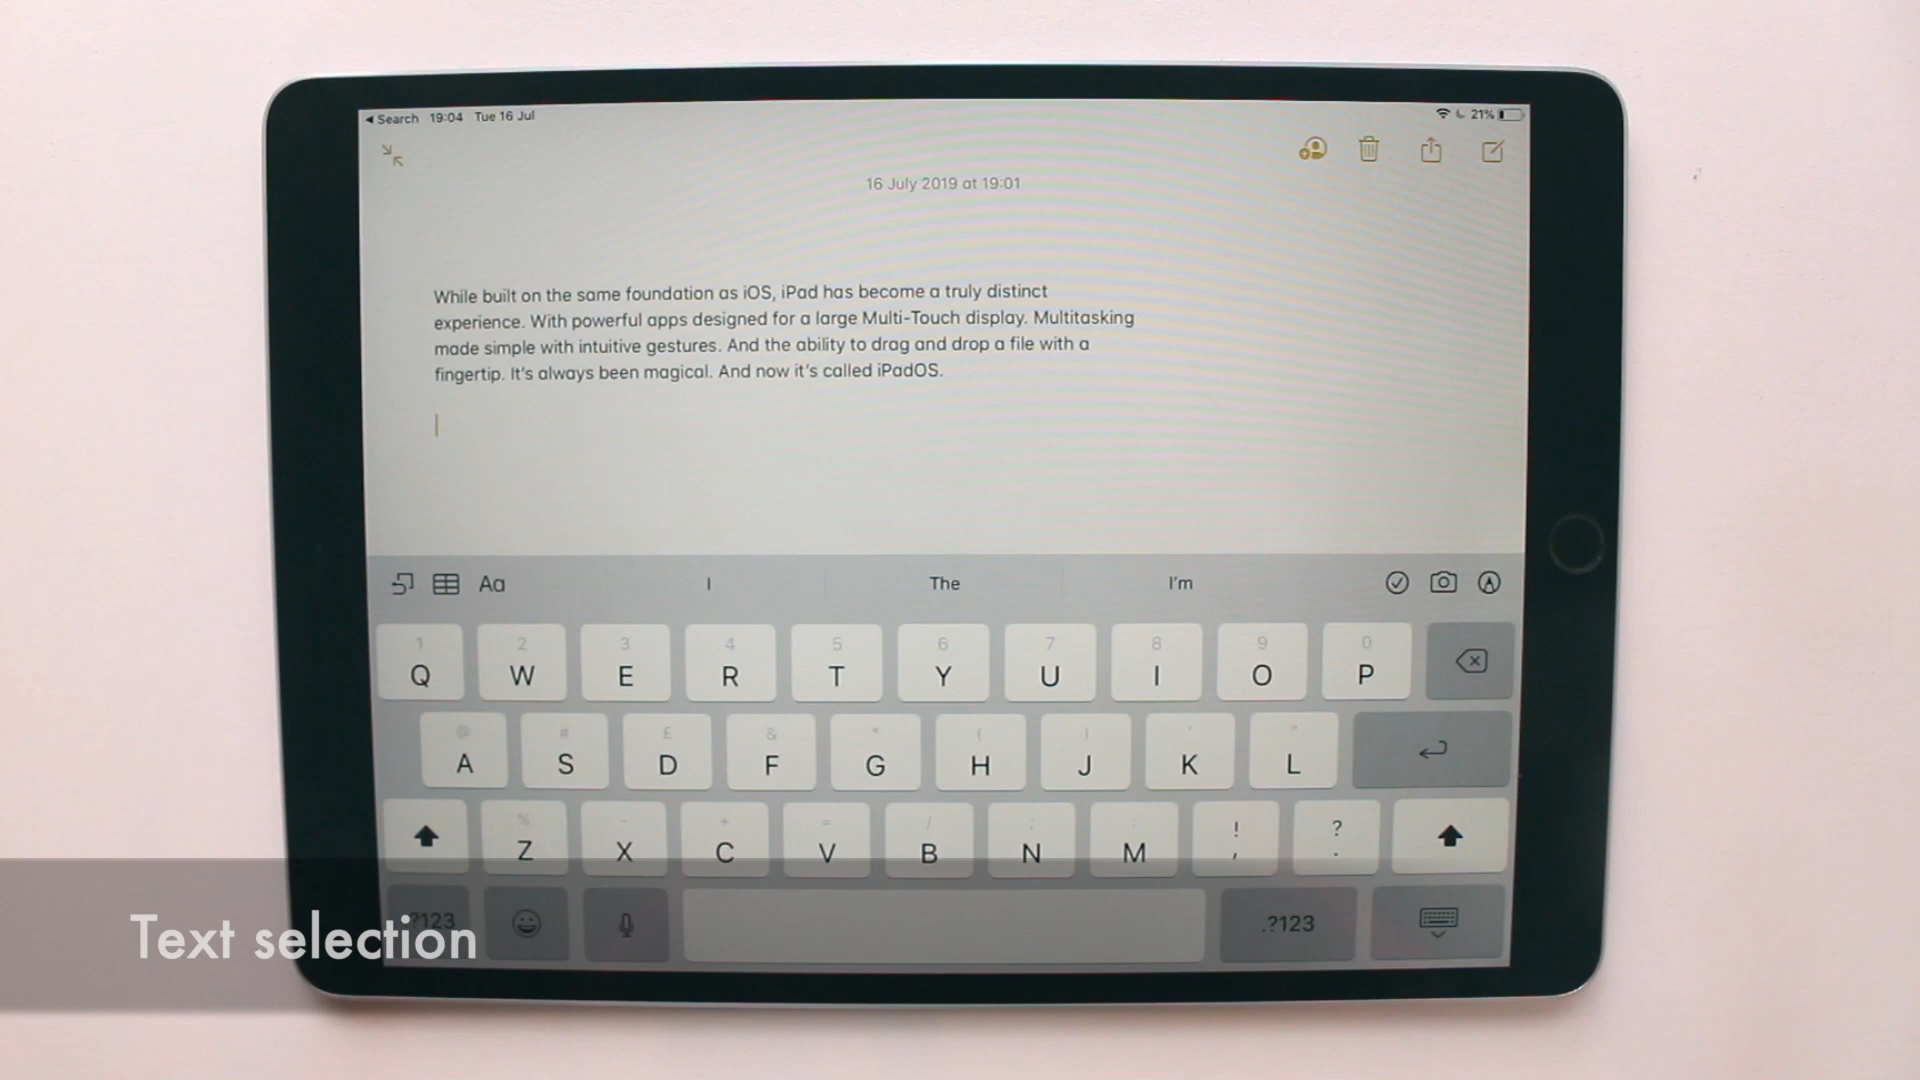 Search 19:04 Tue 16 Jul
21%
16 July 2019 at 19:01
While built on the same foundation as iOS, iPad has become a truly distinct
experience. With powerful apps designed for a large Multi-Touch display. Multitasking
made simple with intuitive gestures. And the ability to drag and drop a file with a
fingertip. It's always been magical. And now it's called iPadOS.
Aa I The I'm
1 2 3 4 5 6 7 8 9 0
Q W E R T Y U I O P
@ # £ & * ( ) ' "
A S D F G H J K L
% - + = / ; : ! ?
Z X C V B N M , .
.?123 .?123
Text selection